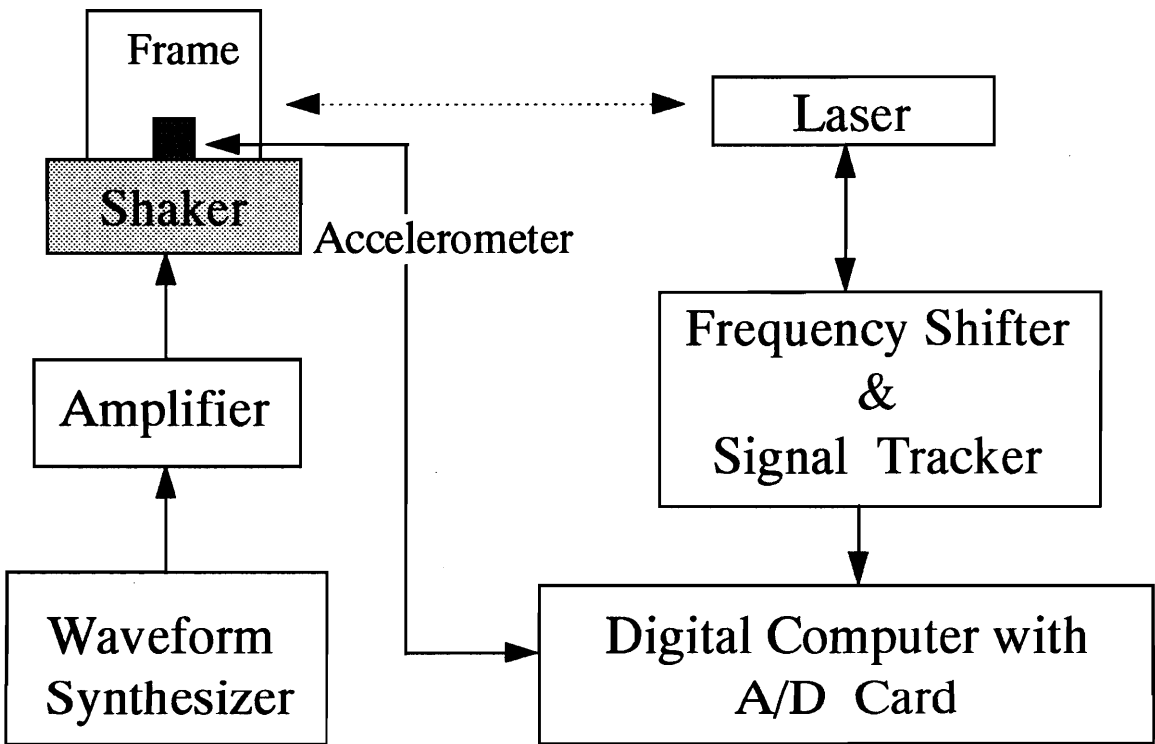 Frame
Laser
Shaker
Accelerometer
Frequency Shifter
&
Signal Tracker
Amplifier
Waveform
Synthesizer
Digital Computer with
A/D Card